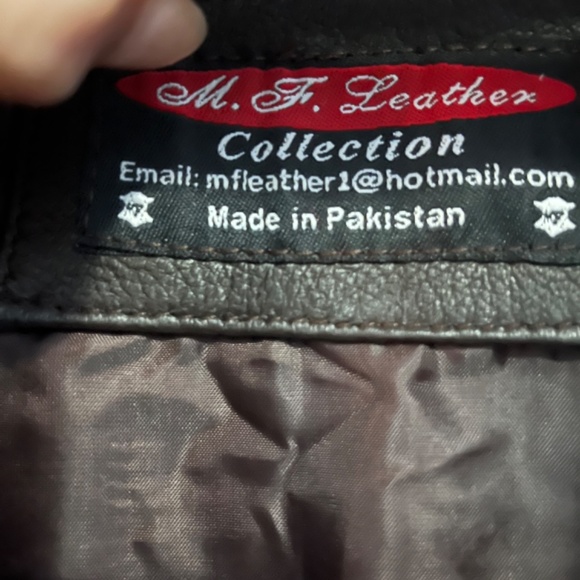 M. F. Leather
Collection
Email: mfleather1@hotmail.com
Made in Pakistan